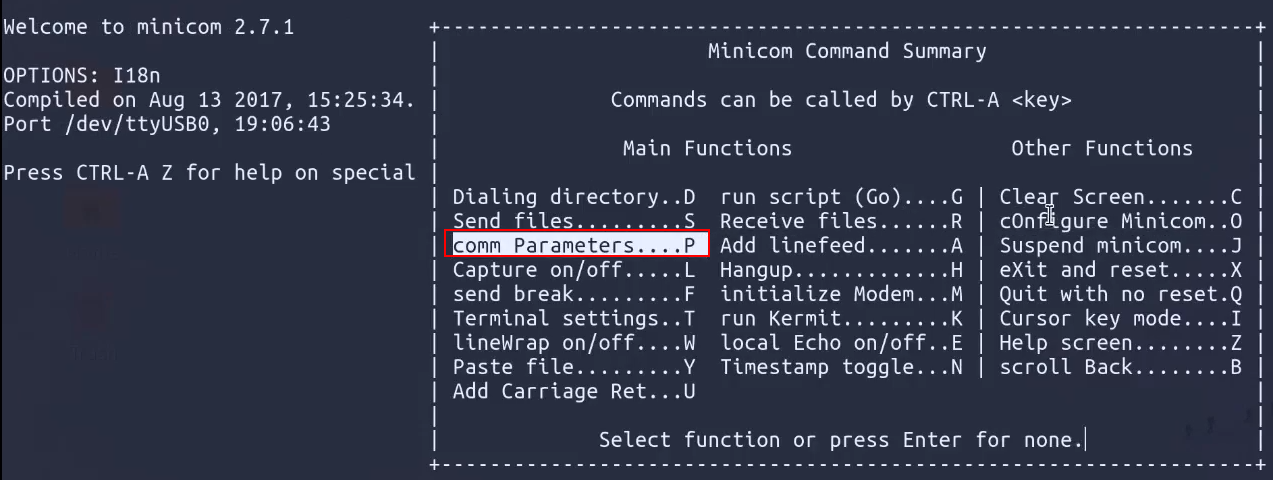 Welcome to minicom 2.7.1
OPTIONS: I18n
Compiled on Aug 13 2017, 15:25:34.
Port /dev/ttyUSB0, 19:06:43
Press CTRL-A Z for help on special
Minicom Command Summary
Commands can be called by CTRL-A <key>
Main Functions Other Functions
Dialing directory..D run script (Go)....G | Clear Screen.......C
Send files.........S Receive files......R | cOnfigure Minicom..O
comm Parameters....P Add linefeed.......A | Suspend minicom....J
Capture on/off.....L Hangup.............H | eXit and reset.....X
send break.........F initialize Modem...M | Quit with no reset.Q
Terminal settings..T run Kermit.........K | Cursor key mode....I
lineWrap on/off....W local Echo on/off..E | Help screen........Z
Paste file.........Y Timestamp toggle...N | scroll Back........B
Add Carriage Ret...U
Select function or press Enter for none.